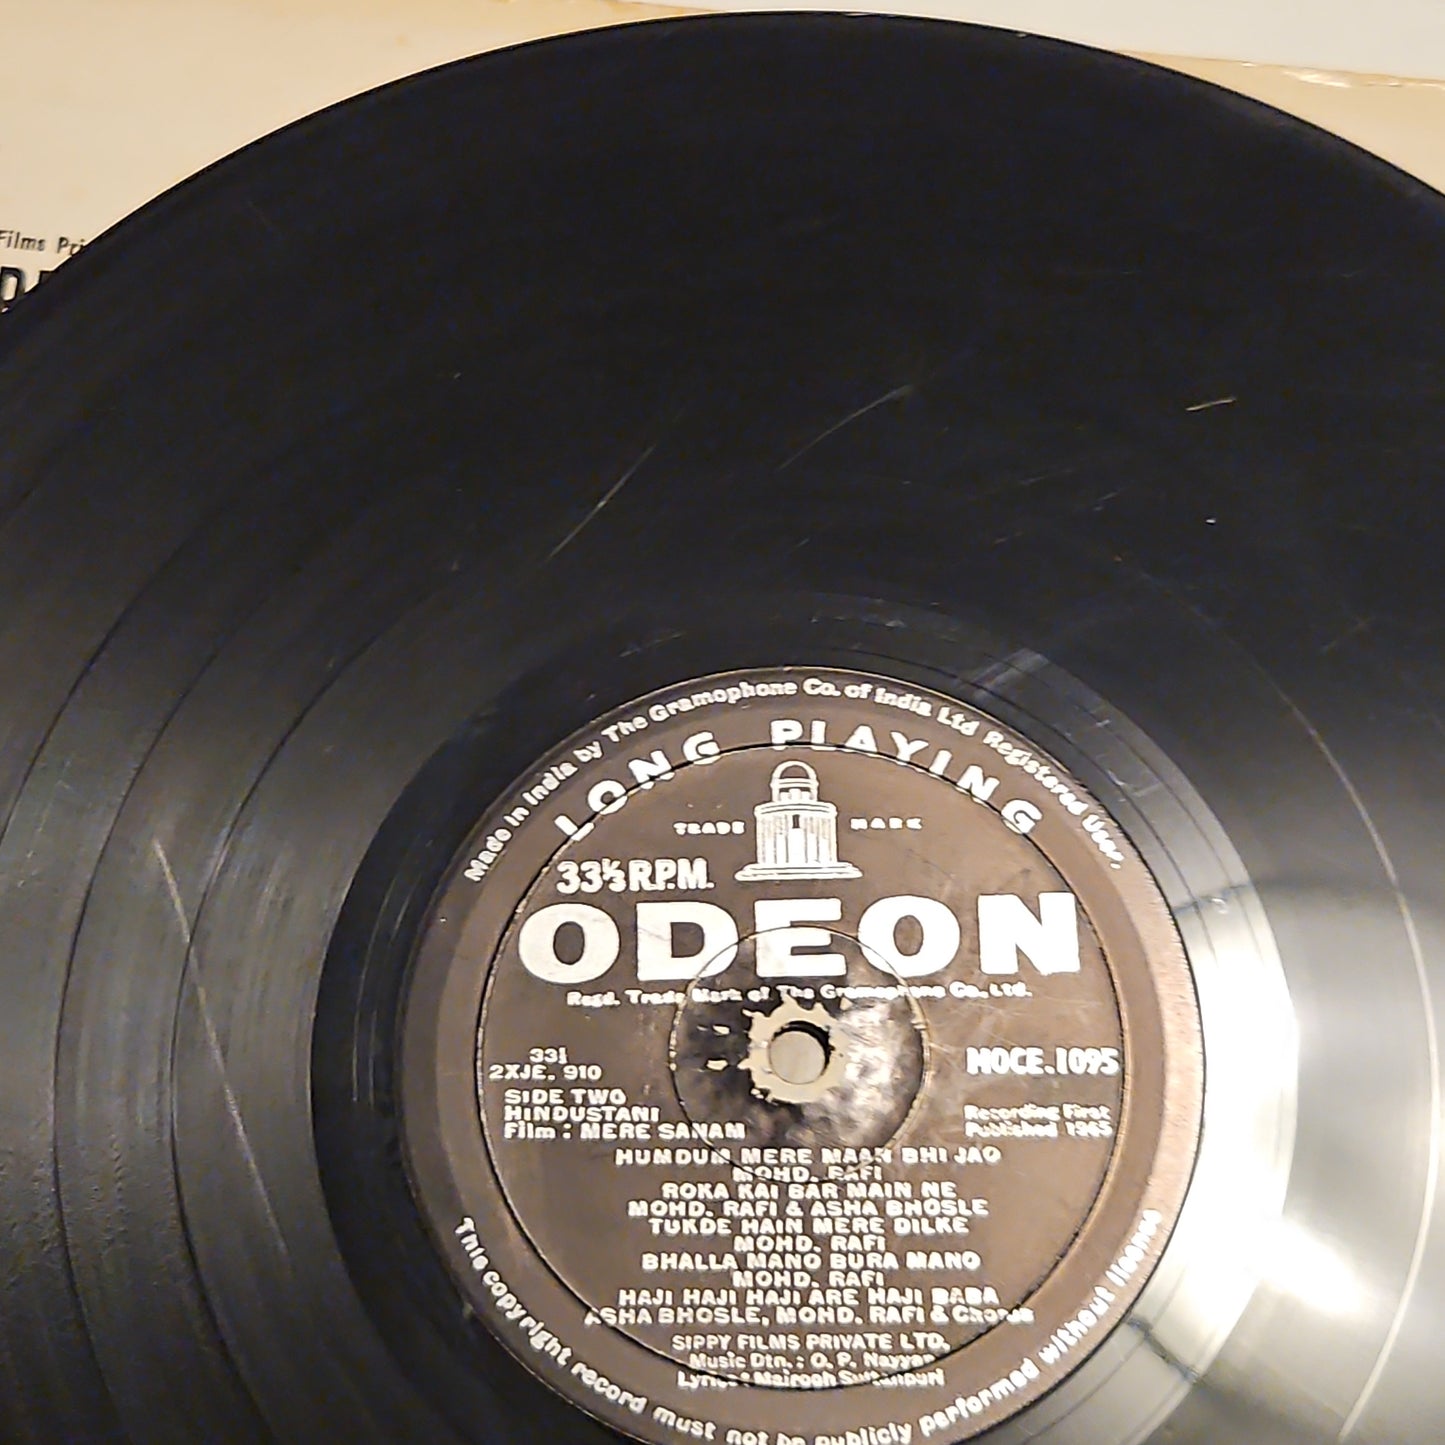 Films Pri
Made in India by The Gramophone Co. of India Ltd Registered User.
LONG PLAYING
TRADE MARK
33⅓ R.P.M.
ODEON
Regd. Trade Mark of The Gramophone Co., Ltd.
33⅓
2XJE. 910
MOCE.1095
SIDE TWO
HINDUSTANI
Film : MERE SANAM
Recording First
Published 1965
HUMDUM MERE MAAN BHI JAO
MOHD. RAFI
ROKA KAI BAR MAIN NE
MOHD. RAFI & ASHA BHOSLE
TUKDE HAIN MERE DILKE
MOHD. RAFI
BHALLA MANO BURA MANO
MOHD. RAFI
HAJI HAJI HAJI ARE HAJI BABA
ASHA BHOSLE, MOHD. RAFI & Chorus
SIPPY FILMS PRIVATE LTD.
Music Dtn. : O. P. Nayyar
Lyrics : Majrooh Sultanpuri
This copyright record must not be publicly performed without licence